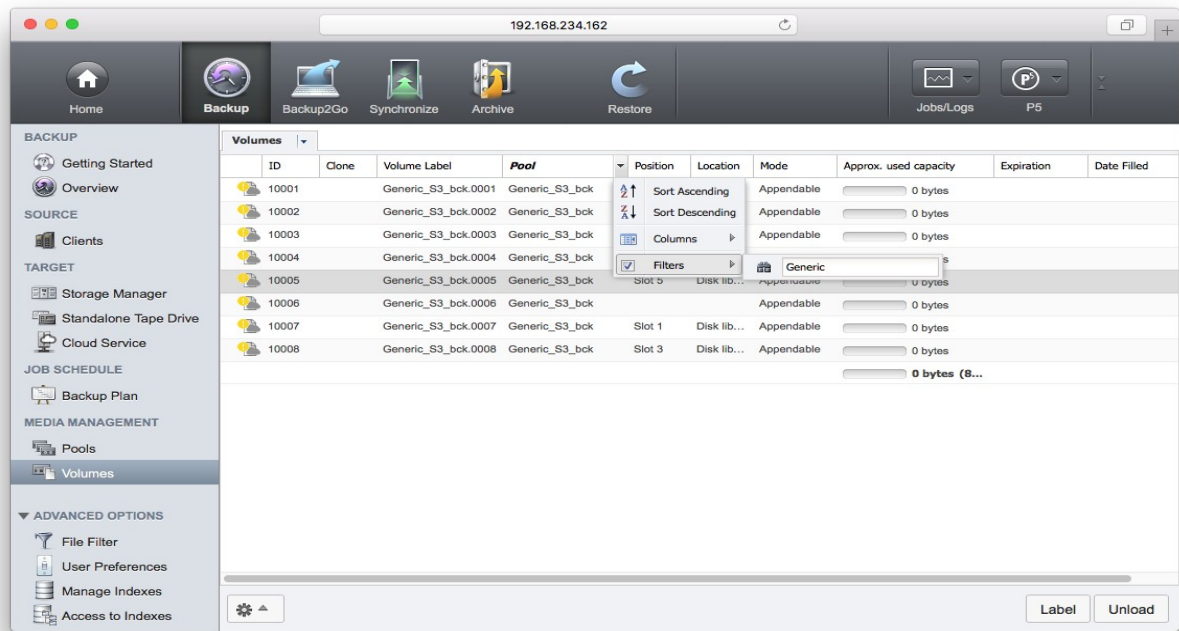 192.168.234.162
Home
Backup
Backup2Go
Synchronize
Archive
Restore
Jobs/Logs
P5
P5
BACKUP
Getting Started
Overview
SOURCE
Clients
TARGET
Storage Manager
Standalone Tape Drive
Cloud Service
JOB SCHEDULE
Backup Plan
MEDIA MANAGEMENT
Pools
Volumes
ADVANCED OPTIONS
File Filter
User Preferences
Manage Indexes
Access to Indexes
Volumes
ID Clone Volume Label Pool Position Location Mode Approx. used capacity Expiration Date Filled
10001 Generic_S3_bck.0001 Generic_S3_bck Appendable 0 bytes
10002 Generic_S3_bck.0002 Generic_S3_bck Appendable 0 bytes
10003 Generic_S3_bck.0003 Generic_S3_bck Appendable 0 bytes
10004 Generic_S3_bck.0004 Generic_S3_bck
10005 Generic_S3_bck.0005 Generic_S3_bck Slot 5 Disk lib... Appendable 0 bytes
10006 Generic_S3_bck.0006 Generic_S3_bck Appendable 0 bytes
10007 Generic_S3_bck.0007 Generic_S3_bck Slot 1 Disk lib... Appendable 0 bytes
10008 Generic_S3_bck.0008 Generic_S3_bck Slot 3 Disk lib... Appendable 0 bytes
0 bytes (8...
A Z Sort Ascending
Z A Sort Descending
Columns
Filters
Generic
Label
Unload